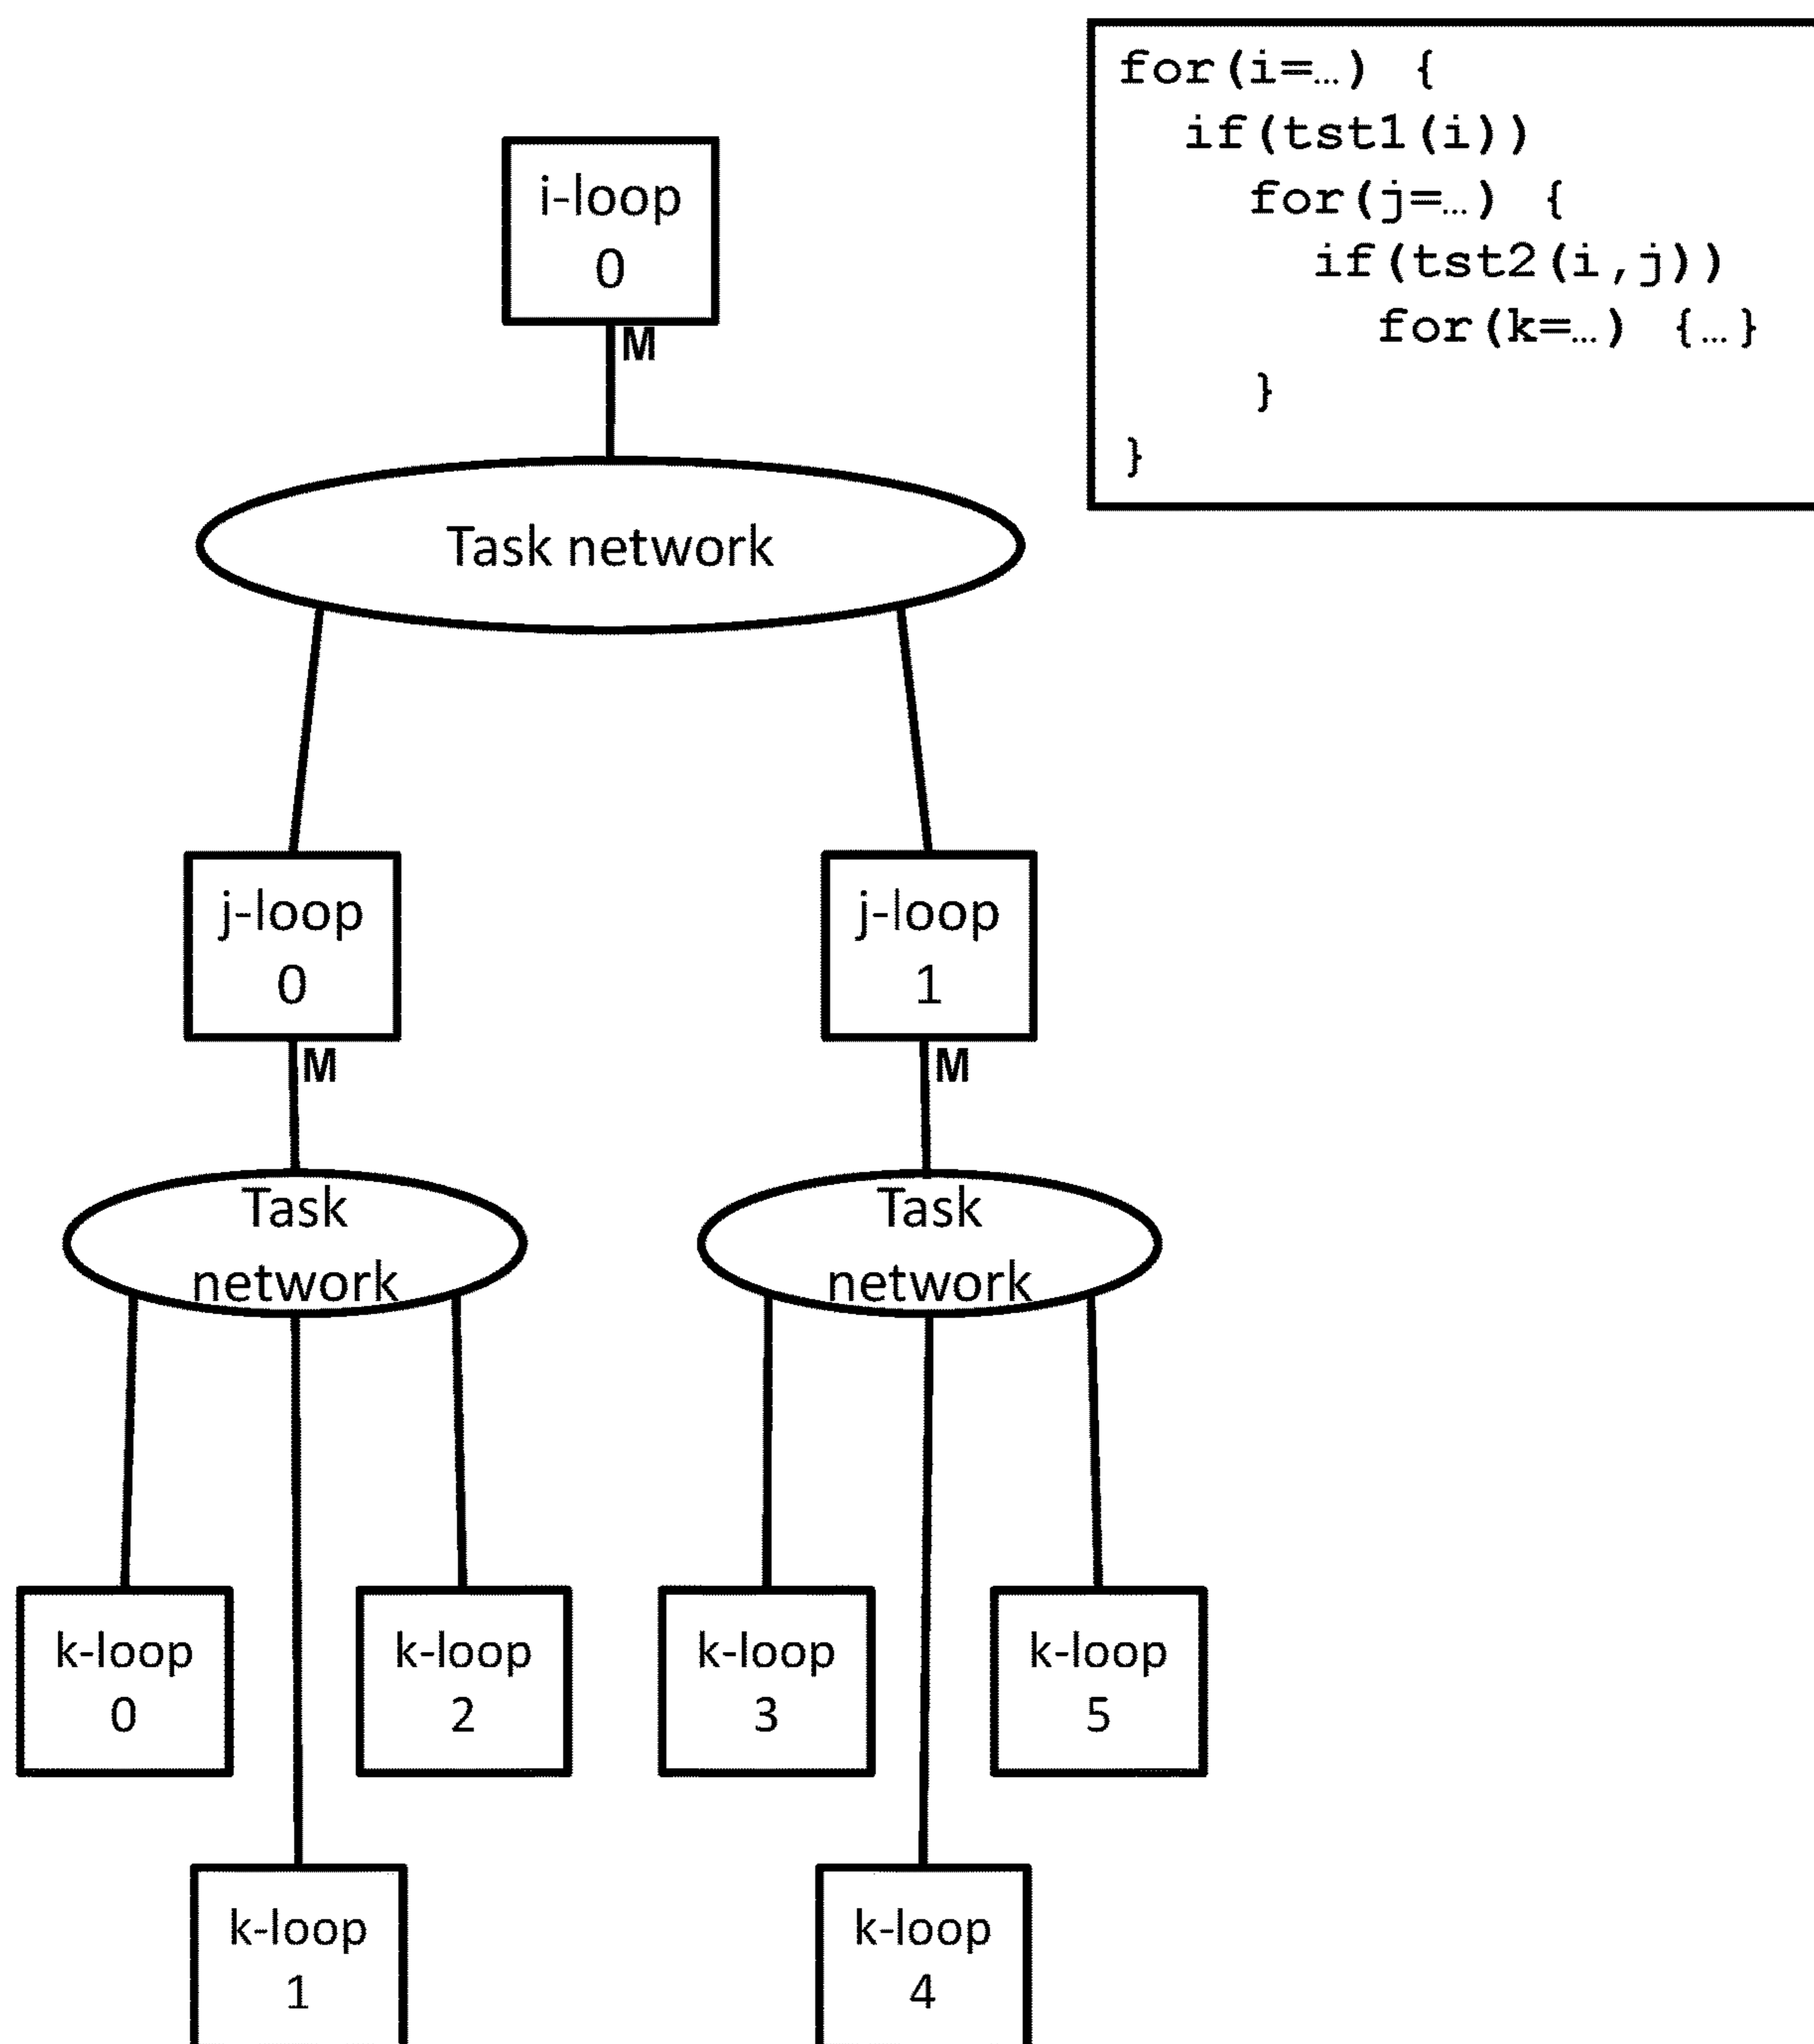 for(i=…) {
if(tst1(i))
for(j=…) {
if(tst2(i,j))
for(k=…) {…}
}
}
i-loop
0
M
Task network
j-loop
0
M
j-loop
1
M
Task
network
Task
network
k-loop
0
k-loop
2
k-loop
3
k-loop
5
k-loop
1
k-loop
4